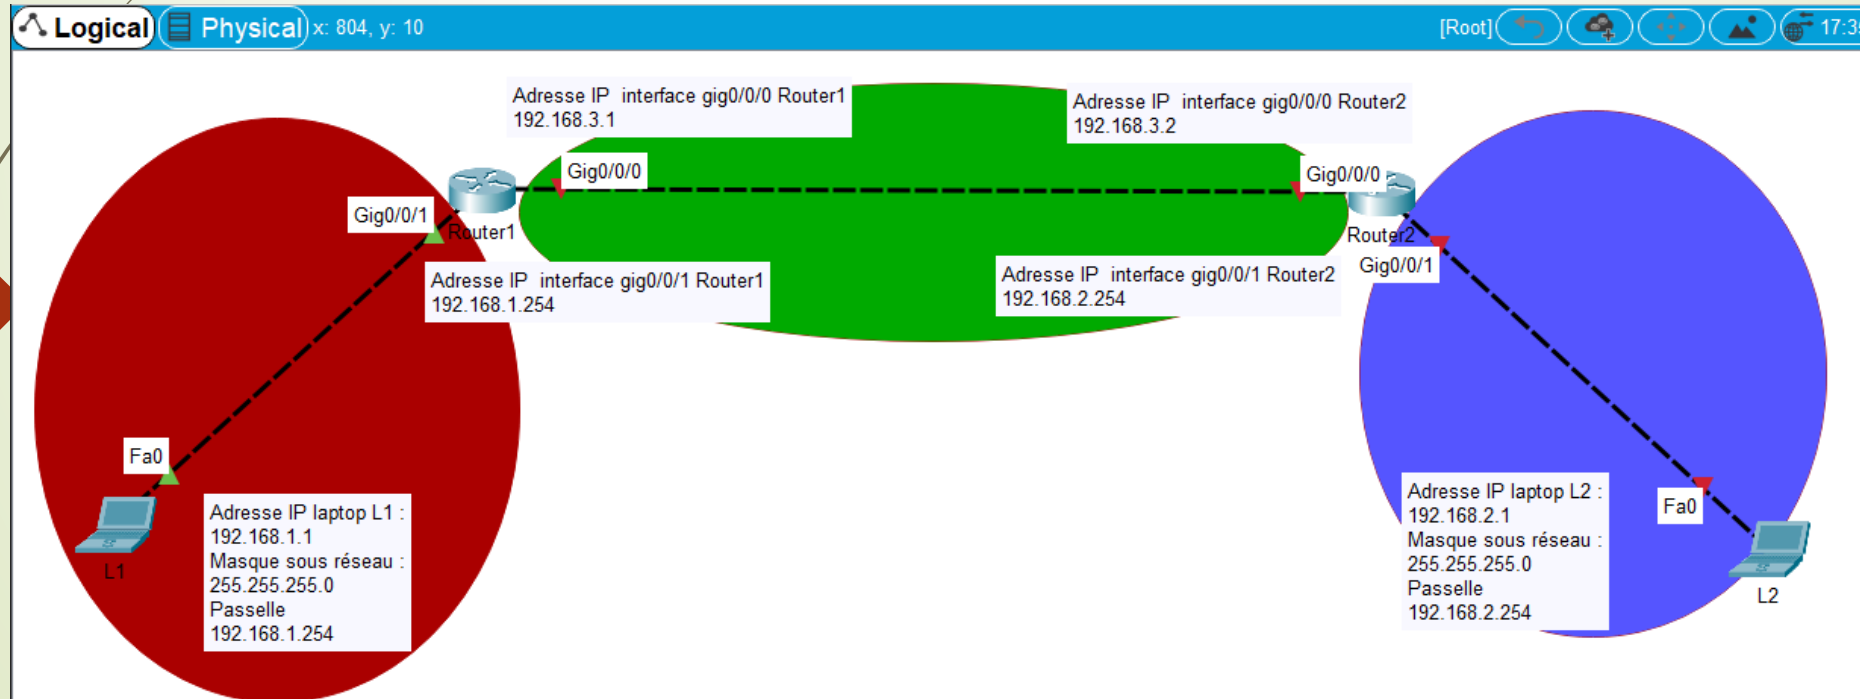 Logical
Physical
x: 804, y: 10
[Root]
17:35
Adresse IP interface gig0/0/0 Router1
192.168.3.1
Adresse IP interface gig0/0/0 Router2
192.168.3.2
Gig0/0/0
Gig0/0/0
Gig0/0/1
Router1
Router2
Gig0/0/1
Adresse IP interface gig0/0/1 Router1
192.168.1.254
Adresse IP interface gig0/0/1 Router2
192.168.2.254
Fa0
L1
Adresse IP laptop L1 :
192.168.1.1
Masque sous réseau :
255.255.255.0
Passelle
192.168.1.254
Adresse IP laptop L2 :
192.168.2.1
Masque sous réseau :
255.255.255.0
Passelle
192.168.2.254
Fa0
L2